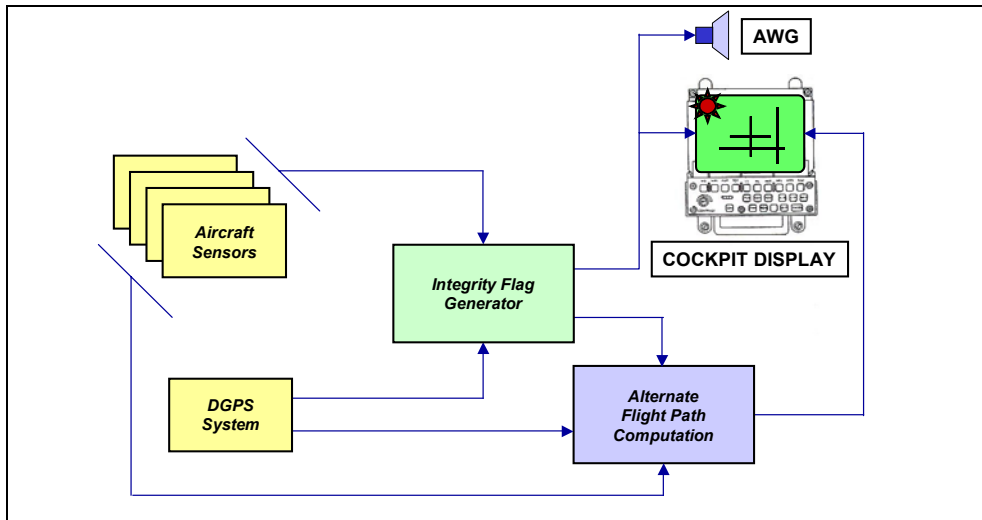 AWG
COCKPIT DISPLAY
Aircraft
Sensors
Integrity Flag
Generator
DGPS
System
Alternate
Flight Path
Computation